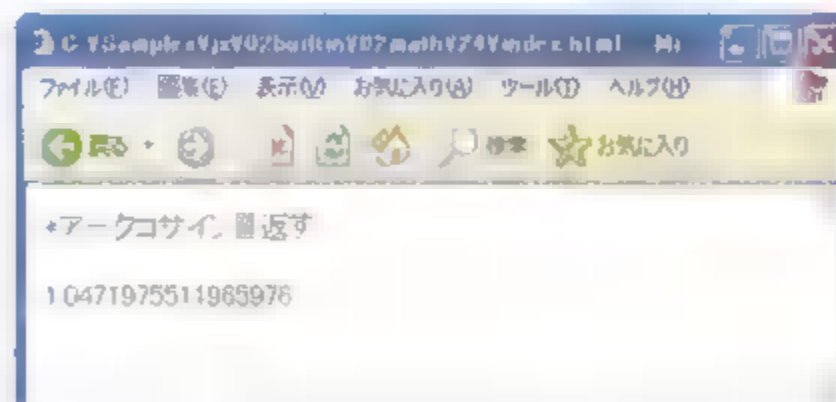 ファイル(F) 編集(E) 表示(V) お気に入り(A) ツール(T) ヘルプ(H)
戻る 検索 お気に入り
*アークコサイン 返す
1.0471975511965976